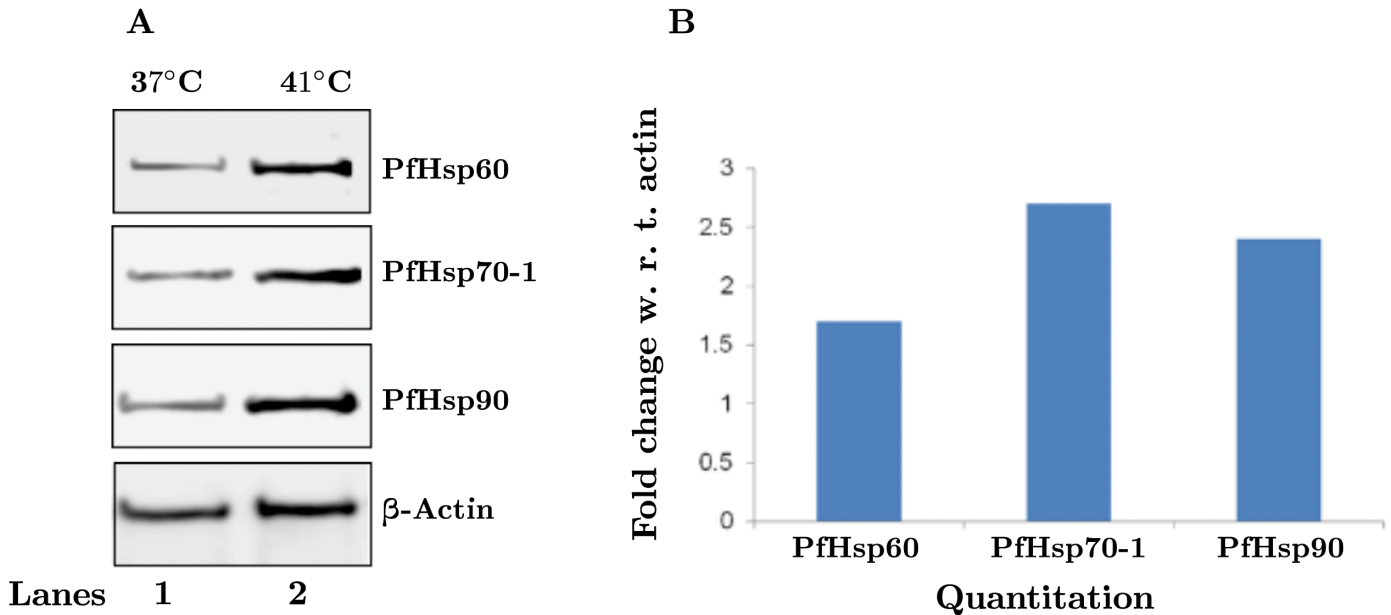 A
37°C 41°C
PfHsp60
PfHsp70-1
PfHsp90
β-Actin
Lanes 1 2
B
Fold change w. r. t. actin
3
2.5
2
1.5
1
0.5
0
PfHsp60 PfHsp70-1 PfHsp90
Quantitation